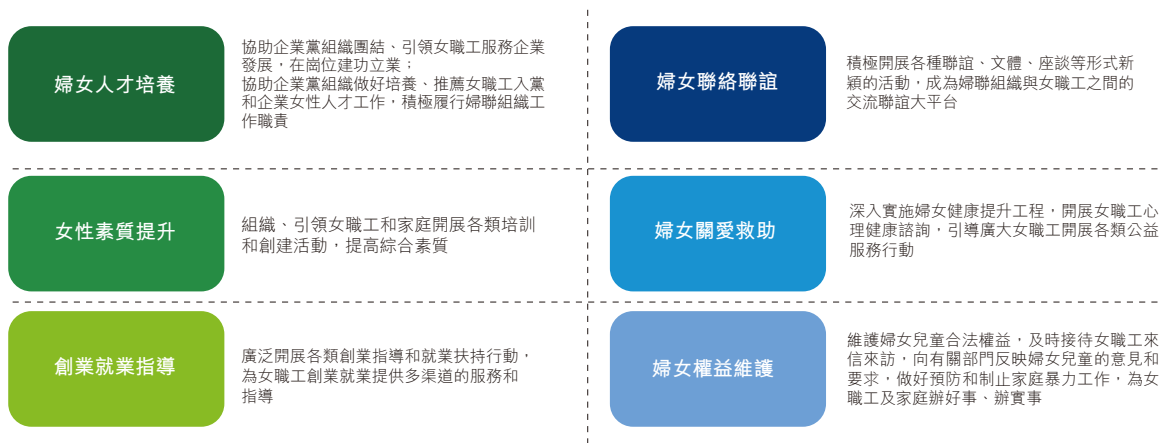 婦女人才培養
協助企業黨組織團結、引領女職工服務企業
發展，在崗位建功立業；
協助企業黨組織做好培養、推薦女職工入黨
和企業女性人才工作，積極履行婦聯組織工
作職責
婦女聯絡聯誼
積極開展各種聯誼、文體、座談等形式新
穎的活動，成為婦聯組織與女職工之間的
交流聯誼大平台
女性素質提升
組織、引領女職工和家庭開展各類培訓
和創建活動，提高綜合素質
婦女關愛救助
深入實施婦女健康提升工程，開展女職工心
理健康諮詢，引導廣大女職工開展各類公益
服務行動
創業就業指導
廣泛開展各類創業指導和就業扶持行動，
為女職工創業就業提供多渠道的服務和
指導
婦女權益維護
維護婦女兒童合法權益，及時接待女職工來
信來訪，向有關部門反映婦女兒童的意見和
要求，做好預防和制止家庭暴力工作，為女
職工及家庭辦好事、辦實事